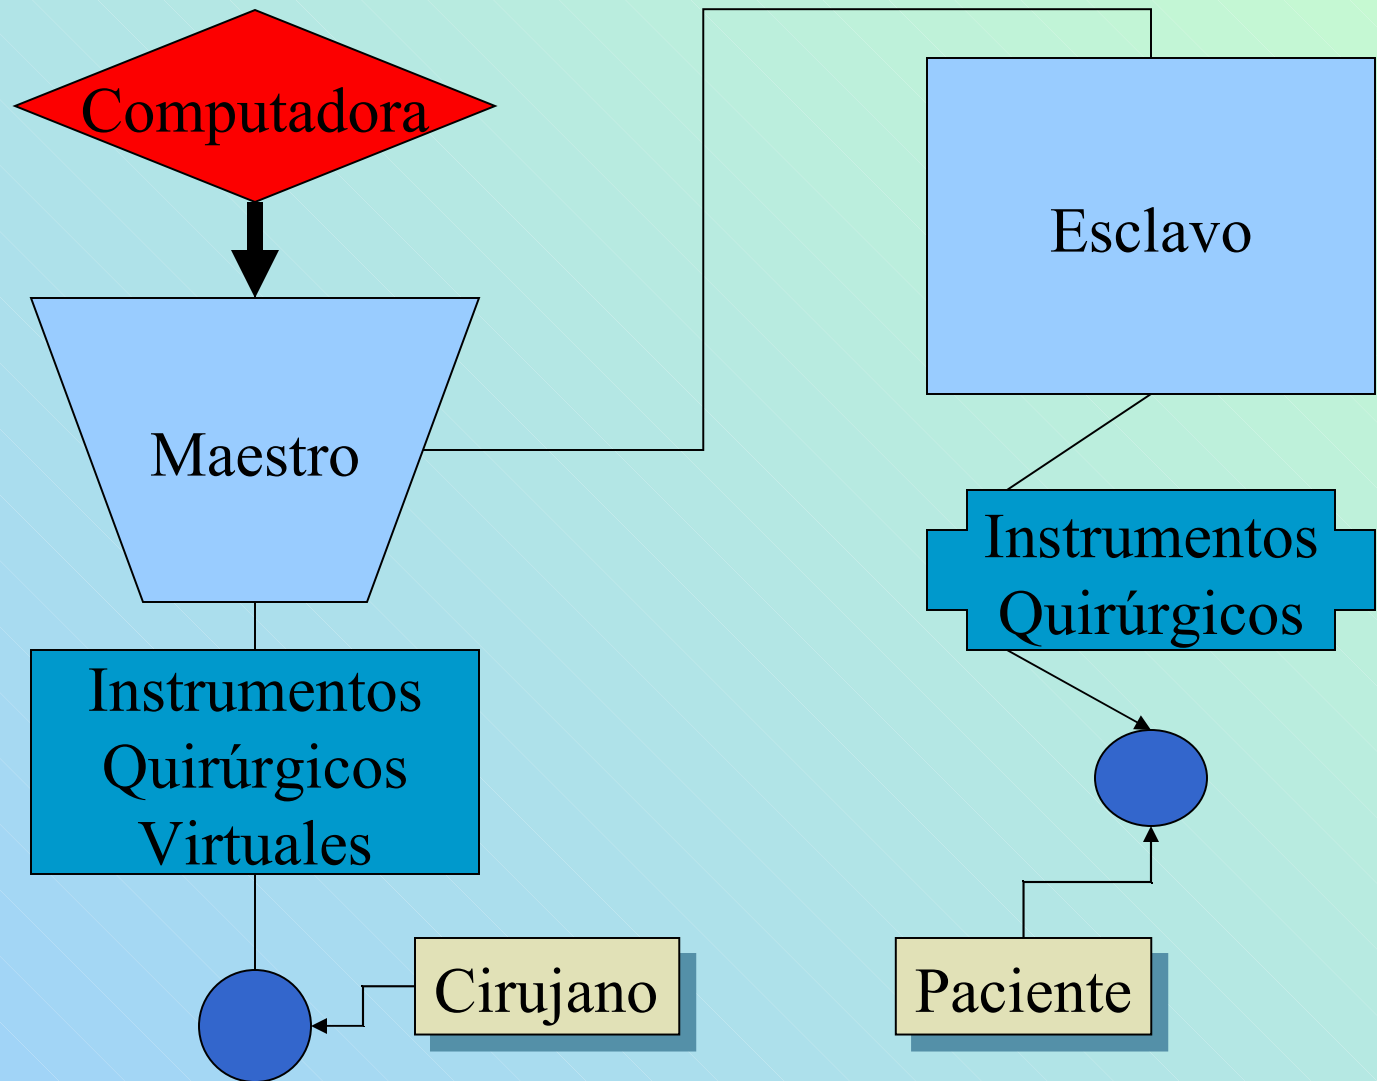 Computadora
Esclavo
Maestro
Instrumentos
Quirúrgicos
Instrumentos
Quirúrgicos
Virtuales
Cirujano
Paciente